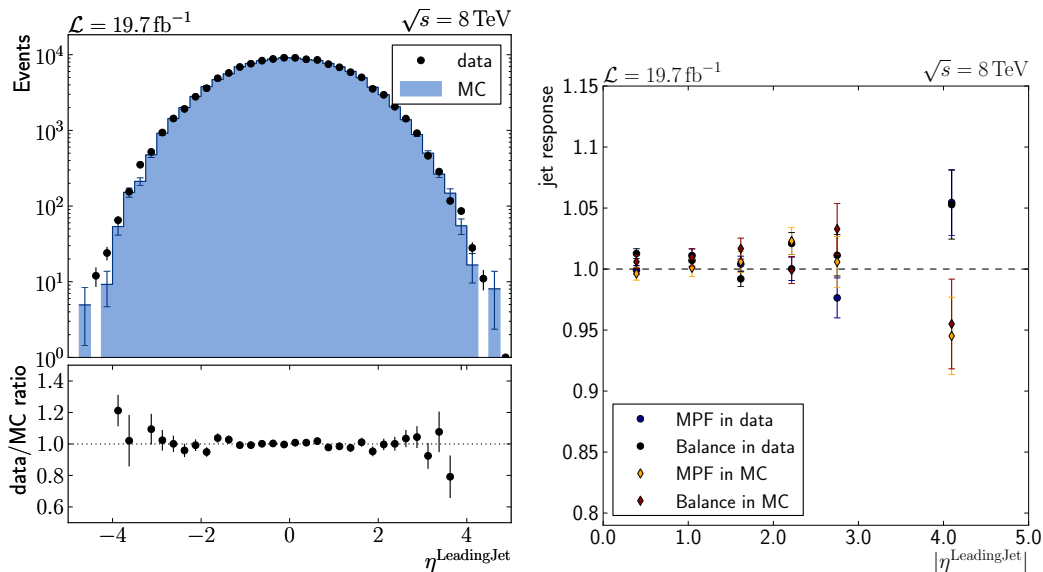 ℒ = 19.7 fb⁻¹ √s = 8 TeV
Events
10⁴
10³
10²
10¹
10⁰
data
MC
data/MC ratio
1.4
1.2
1.0
0.8
0.6
−4 −2 0 2 4
η^LeadingJet
ℒ = 19.7 fb⁻¹ √s = 8 TeV
jet response
1.15
1.10
1.05
1.0
0.95
0.9
0.85
0.8
MPF in data
Balance in data
MPF in MC
Balance in MC
0.0 1.0 2.0 3.0 4.0 5.0
|η^LeadingJet|